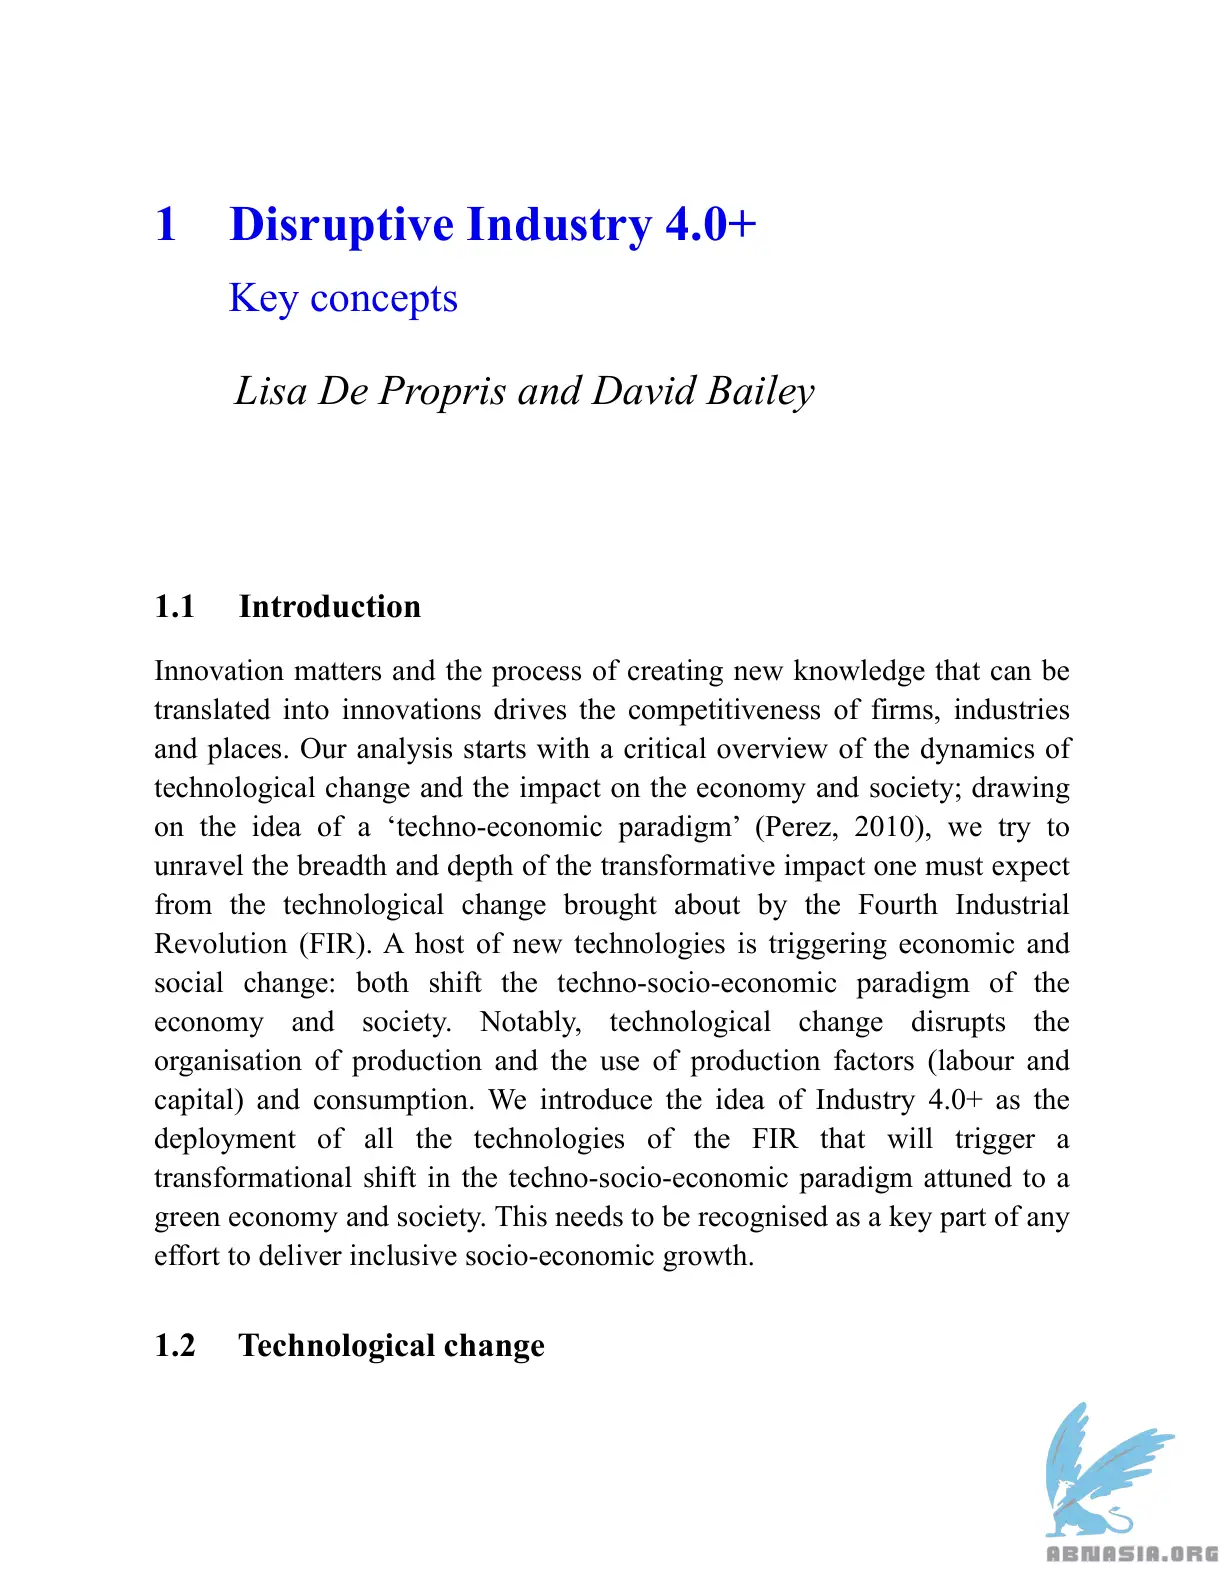 1 Disruptive Industry 4.0+
Key concepts
Lisa De Propris and David Bailey
1.1 Introduction
Innovation matters and the process of creating new knowledge that can be
translated into innovations drives the competitiveness of firms, industries
and places. Our analysis starts with a critical overview of the dynamics of
technological change and the impact on the economy and society; drawing
on the idea of a ‘techno-economic paradigm’ (Perez, 2010), we try to
unravel the breadth and depth of the transformative impact one must expect
from the technological change brought about by the Fourth Industrial
Revolution (FIR). A host of new technologies is triggering economic and
social change: both shift the techno-socio-economic paradigm of the
economy and society. Notably, technological change disrupts the
organisation of production and the use of production factors (labour and
capital) and consumption. We introduce the idea of Industry 4.0+ as the
deployment of all the technologies of the FIR that will trigger a
transformational shift in the techno-socio-economic paradigm attuned to a
green economy and society. This needs to be recognised as a key part of any
effort to deliver inclusive socio-economic growth.
1.2 Technological change
ABNASIA.ORG